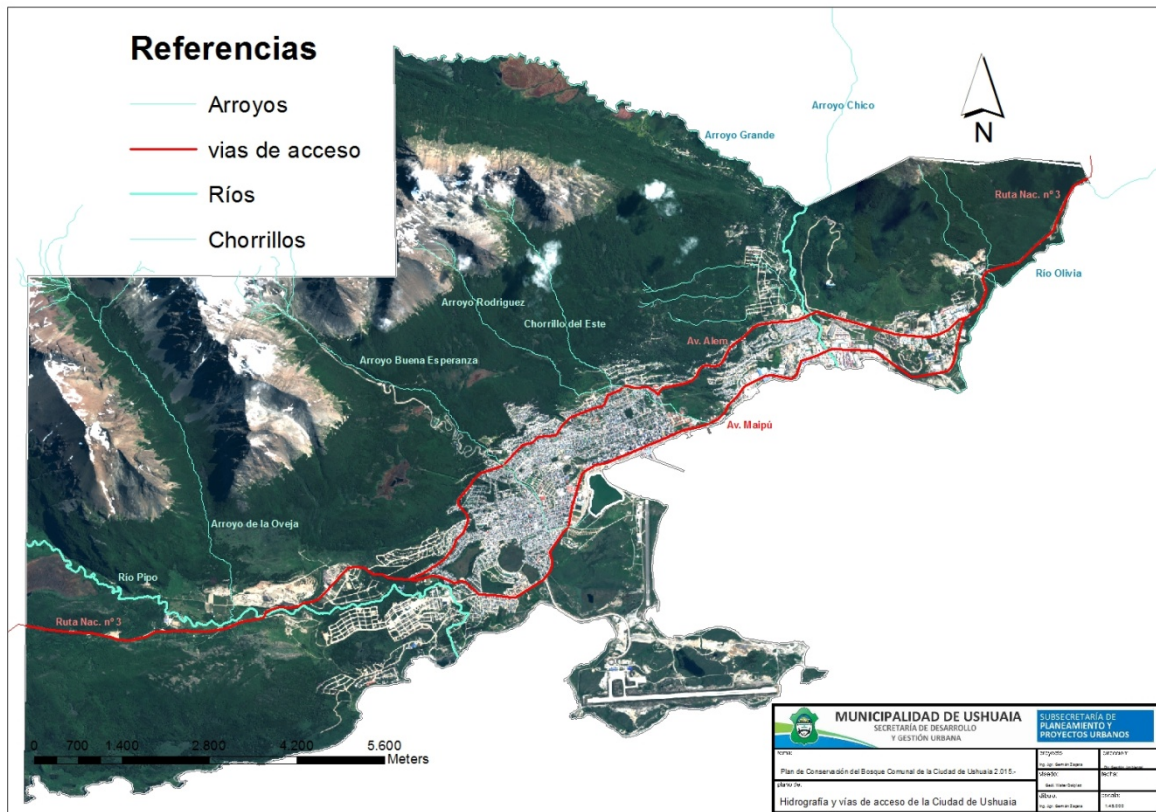 Referencias
Arroyos
vias de acceso
Ríos
Chorrillos
Arroyo Chico
Arroyo Grande
N
Ruta Nac. nº 3
Río Olivia
Arroyo Rodriguez
Chorrillo del Este
Av. Alem
Arroyo Buena Esperanza
Av. Maipú
Arroyo de la Oveja
Río Pipo
Ruta Nac. nº 3
0 700 1.400 2.800 4.200 5.600
Meters
MUNICIPALIDAD DE USHUAIA
SECRETARÍA DE DESARROLLO
Y GESTIÓN URBANA
SUBSECRETARÍA DE
PLANEAMIENTO Y
PROYECTOS URBANOS
Plan de Conservación del Bosque Comunal de la Ciudad de Ushuaia 2.015.-
plano de:
Hidrografía y vías de acceso de la Ciudad de Ushuaia